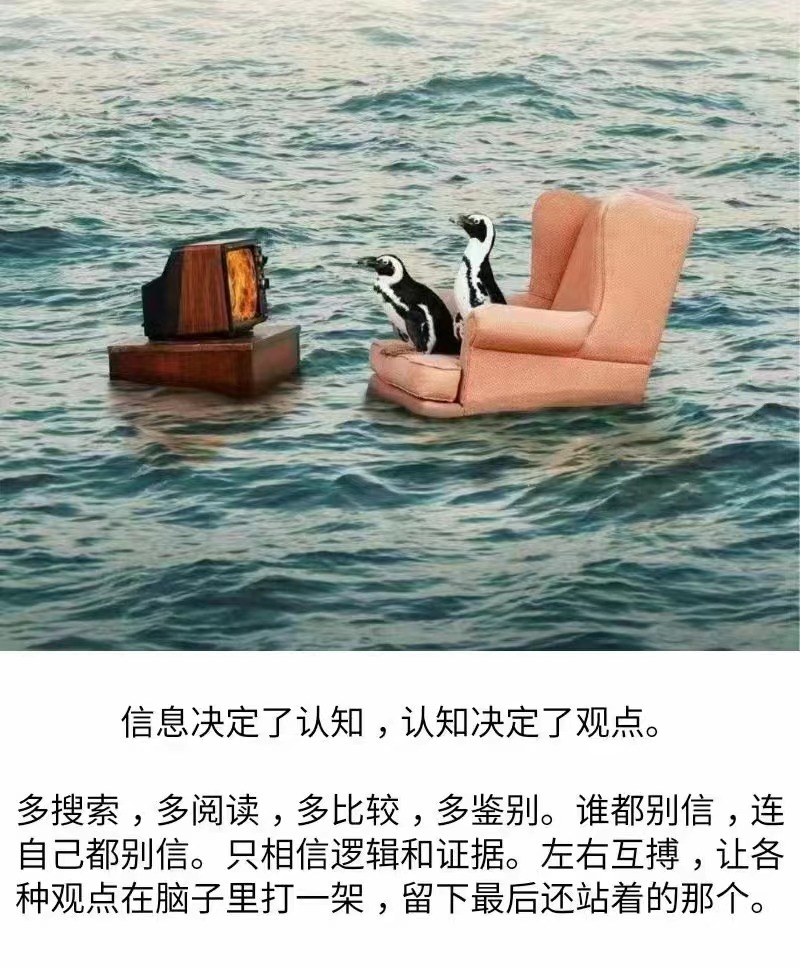 信息决定了认知，认知决定了观点。
多搜索，多阅读，多比较，多鉴别。谁都别信，连
自己都别信。只相信逻辑和证据。左右互搏，让各
种观点在脑子里打一架，留下最后还站着的那个。